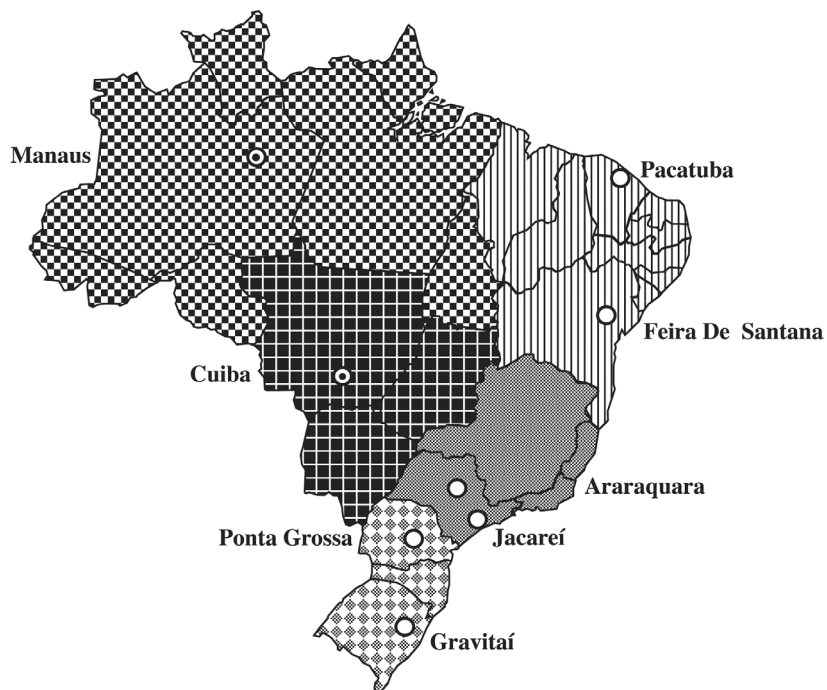 Manaus
Pacatuba
Feira De Santana
Cuiba
Araraquara
Ponta Grossa
Jacareí
Gravitaí